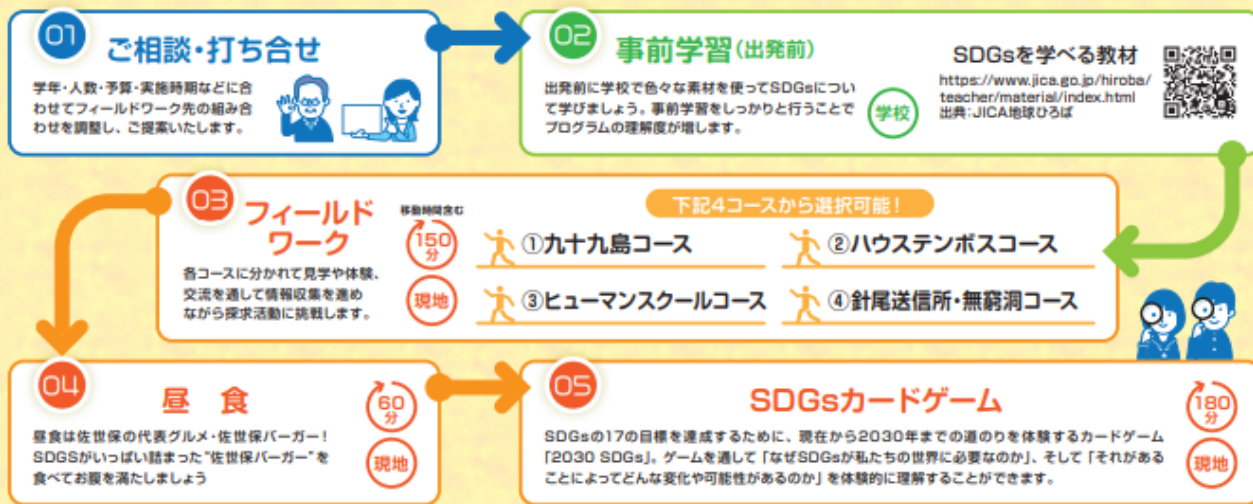 01
ご相談・打ち合せ
学年・人数・予算・実施時期などに合
わせてフィールドワーク先の組み合
わせを調整し、ご提案いたします。
02
事前学習(出発前)
出発前に学校で色々な素材を使ってSDGsについ
て学びましょう。事前学習をしっかりと行うことで
プログラムの理解度が増します。
学校
SDGsを学べる教材
https://www.jica.go.jp/hiroba/
teacher/material/index.html
出典:JICA地球ひろば
03
フィールド
ワーク
移動時間含む
150
分
現地
各コースに分かれて見学や体験、
交流を通して情報収集を進め
ながら探求活動に挑戦します。
下記4コースから選択可能!
①九十九島コース
②ハウステンボスコース
③ヒューマンスクールコース
④針尾送信所・無窮洞コース
04
昼 食
60
分
現地
昼食は佐世保の代表グルメ・佐世保バーガー!
SDGSがいっぱい詰まった"佐世保バーガー"を
食べてお腹を満たしましょう
05
SDGsカードゲーム
180
分
現地
SDGsの17の目標を達成するために、現在から2030年までの道のりを体験するカードゲーム
「2030 SDGs」。ゲームを通して「なぜSDGsが私たちの世界に必要なのか」、そして「それがある
ことによってどんな変化や可能性があるのか」を体験的に理解することができます。